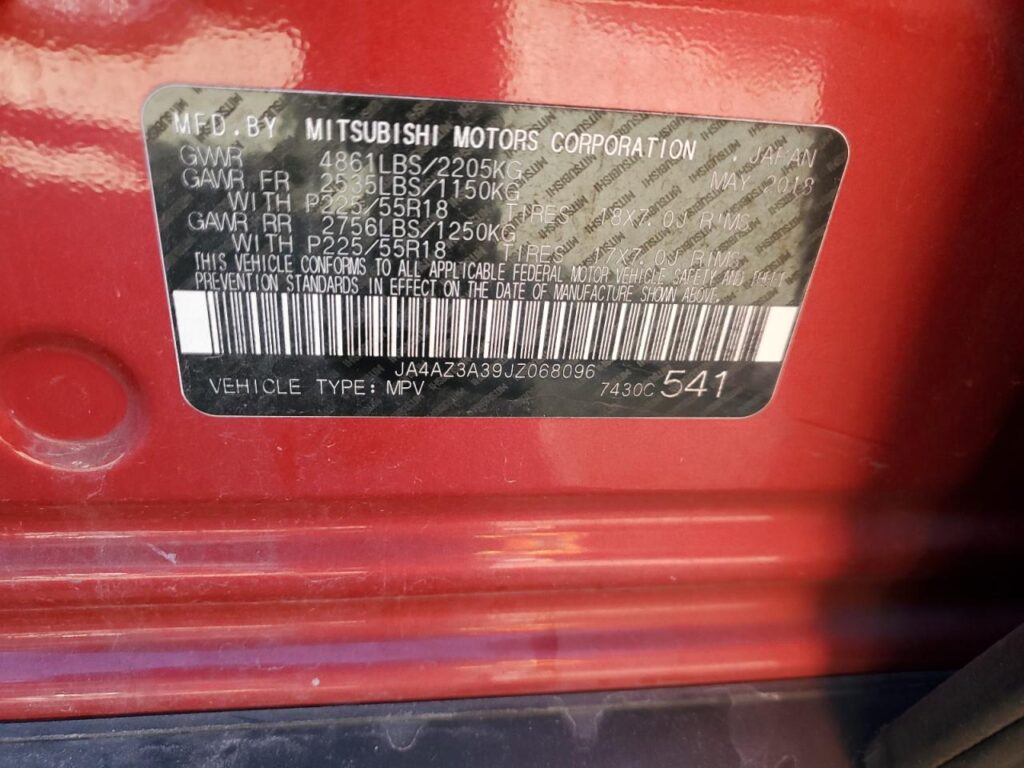 MFD.BY MITSUBISHI MOTORS CORPORATION , JAPAN
GVWR 4861LBS/2205KG MAY 2018
GAWR FR 2535LBS/1150KG
WITH P225/55R18 TIRES, 18X7.0J RIMS
GAWR RR 2756LBS/1250KG
WITH P225/55R18 TIRES, X7.0J RIMS
THIS VEHICLE CONFORMS TO ALL APPLICABLE FEDERAL MOTOR VEHICLE SAFETY AND THEFT
PREVENTION STANDARDS IN EFFECT ON THE DATE OF MANUFACTURE SHOWN ABOVE.
JA4AZ3A39JZ068096
VEHICLE TYPE: MPV 7430C 541